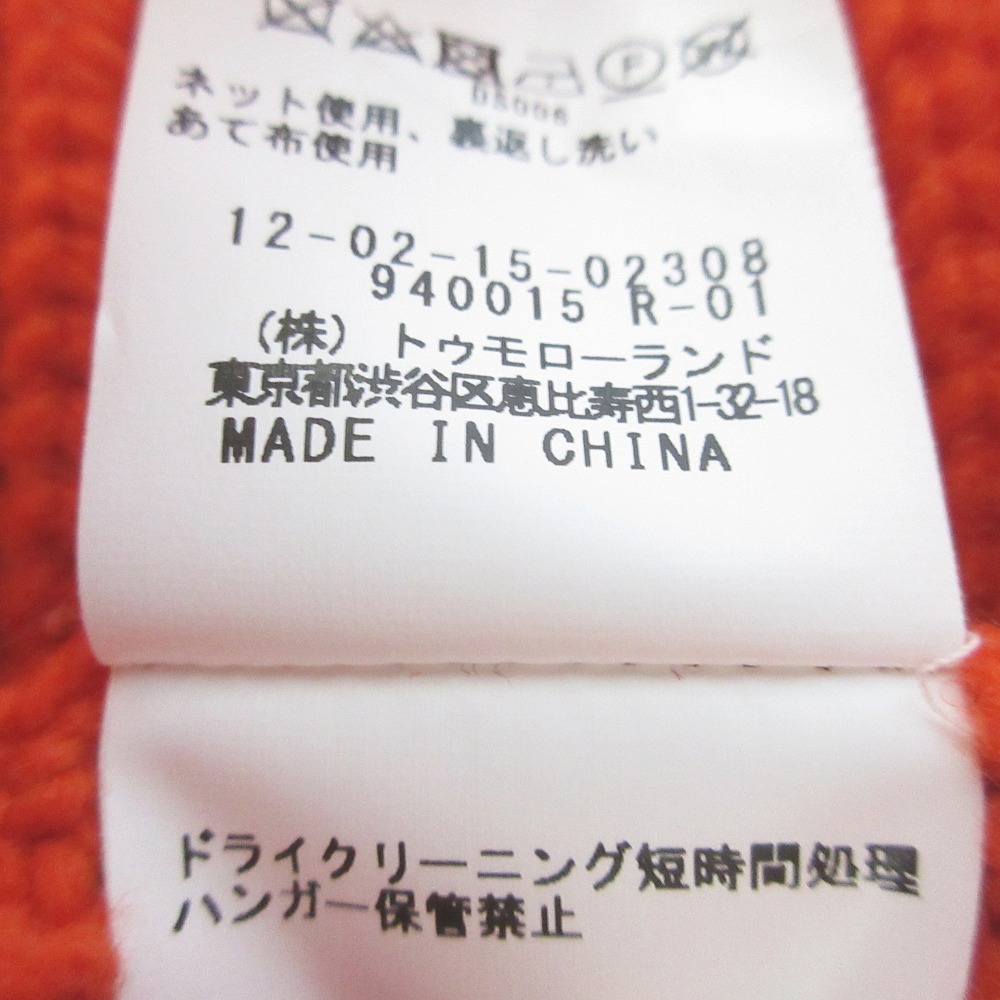 05006
ネット使用、裏返し洗い
あて布使用
12-02-15-02308
940015 R-01
(株) トゥモローランド
東京都渋谷区恵比寿西1-32-18
MADE IN CHINA
ドライクリーニング短時間処理
ハンガー保管禁止